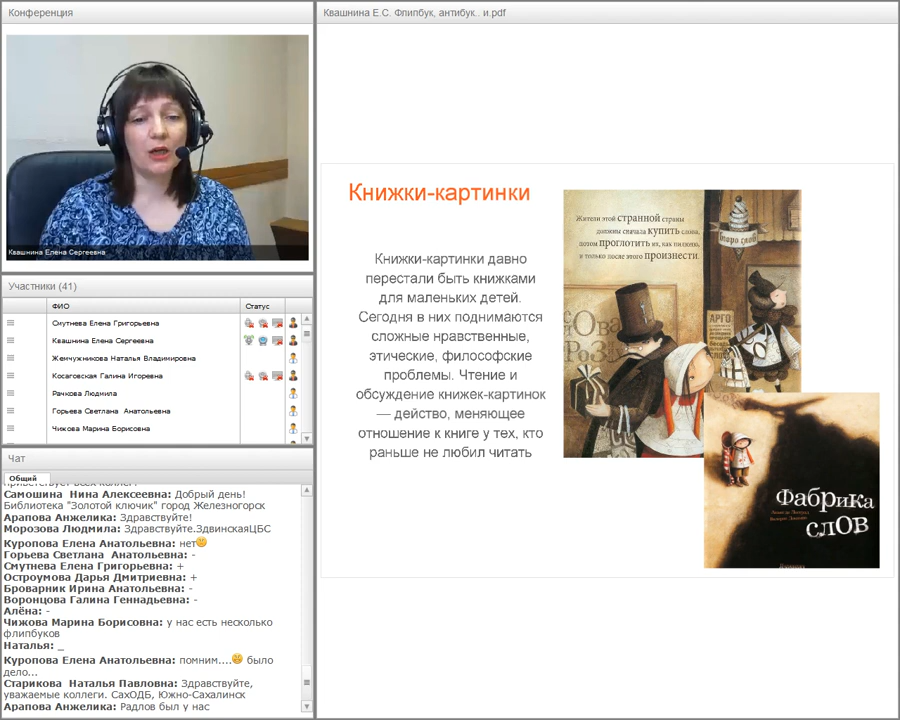 Конференция
Квашнина Елена Сергеевна
Участники (41)
ФИО
Статус
Смутнева Елена Григорьевна
Квашнина Елена Сергеевна
Жемчужникова Наталья Владимировна
Косаговская Галина Игоревна
Рачкова Людмила
Горьева Светлана Анатольевна
Чижова Марина Борисовна
Чат
Общий
Самошина Нина Алексеевна: Добрый день!
Библиотека "Золотой ключик" город Железногорск
Арапова Анжелика: Здравствуйте!
Морозова Людмила: Здравствуйте.ЗдвинскаяЦБС
Куропова Елена Анатольевна: нет
Горьева Светлана Анатольевна: -
Смутнева Елена Григорьевна: +
Остроумова Дарья Дмитриевна: +
Броварник Ирина Анатольевна: -
Воронцова Галина Геннадьевна: -
Алёна: -
Чижова Марина Борисовна: у нас есть несколько
флипбуков
Наталья: _
Куропова Елена Анатольевна: помним.... было
дело...
Старикова Наталья Павловна: Здравствуйте,
уважаемые коллеги. СахОДБ, Южно-Сахалинск
Арапова Анжелика: Радлов был у нас
Квашнина Е.С. Флипбук, антибук.. и.pdf
Книжки-картинки
Книжки-картинки давно
перестали быть книжками
для маленьких детей.
Сегодня в них поднимаются
сложные нравственные,
этические, философские
проблемы. Чтение и
обсуждение книжек-картинок
— действо, меняющее
отношение к книге у тех, кто
раньше не любил читать
Жители этой странной страны
должны сначала купить слова,
потом проглотить их, как пилюлю,
и только после этого произнести.
АРГО
Фабрика
слов